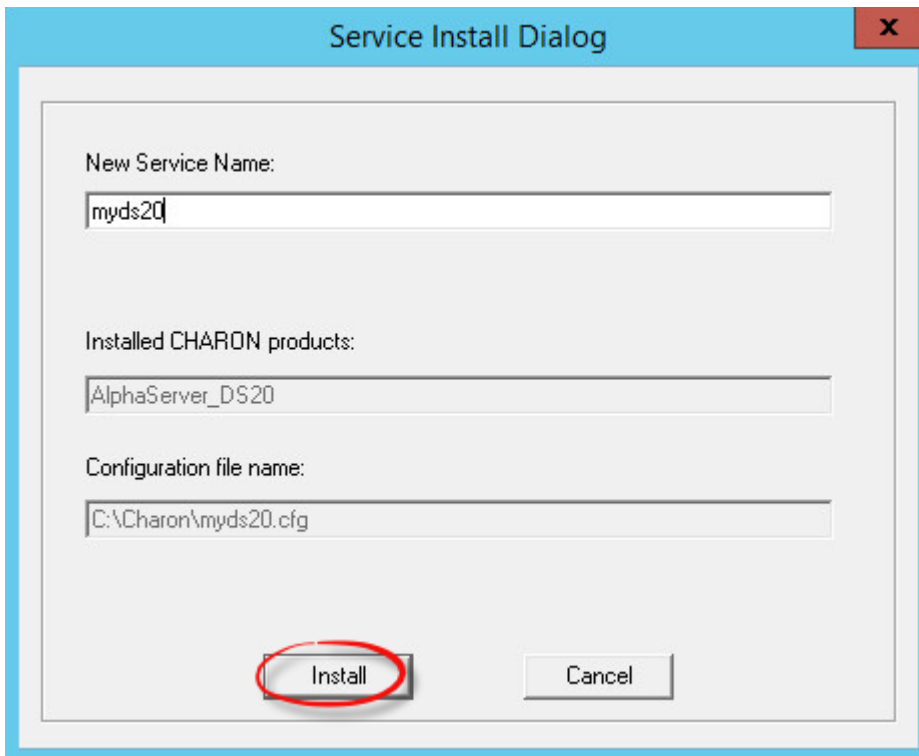 Service Install Dialog
x
New Service Name:
myds20
Installed CHARON products:
AlphaServer_DS20
Configuration file name:
C:\Charon\myds20.cfg
Install
Cancel